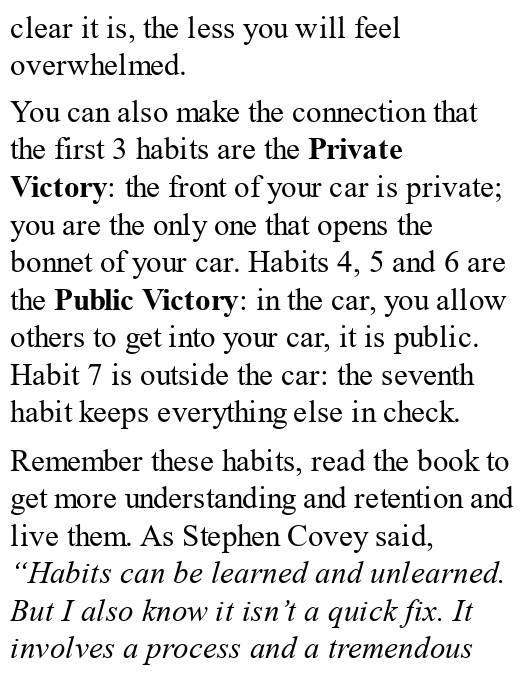 clear it is, the less you will feel
overwhelmed.
You can also make the connection that
the first 3 habits are the Private
Victory: the front of your car is private;
you are the only one that opens the
bonnet of your car. Habits 4, 5 and 6 are
the Public Victory: in the car, you allow
others to get into your car, it is public.
Habit 7 is outside the car: the seventh
habit keeps everything else in check.
Remember these habits, read the book to
get more understanding and retention and
live them. As Stephen Covey said,
“Habits can be learned and unlearned.
But I also know it isn’t a quick fix. It
involves a process and a tremendous